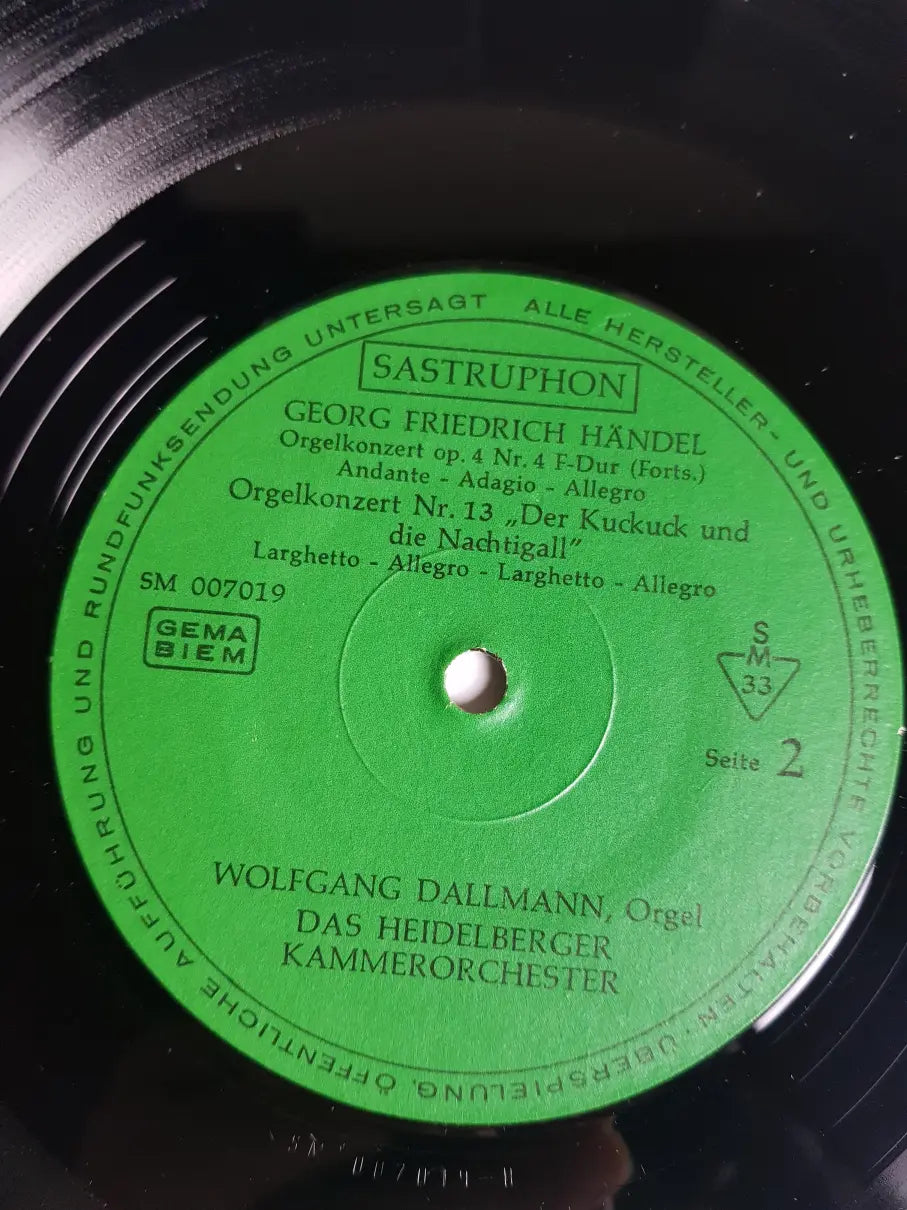 ALLE HERSTELLER- UND URHEBERRECHTE VORBEHALTEN · ÜBERSPIELUNG, ÖFFENTLICHE AUFFÜHRUNG UND RUNDFUNKSENDUNG UNTERSAGT
SASTRUPHON
GEORG FRIEDRICH HÄNDEL
Orgelkonzert op. 4 Nr. 4 F-Dur (Forts.)
Andante - Adagio - Allegro
Orgelkonzert Nr. 13 „Der Kuckuck und
die Nachtigall”
Larghetto - Allegro - Larghetto - Allegro
SM 007019
GEMA
BIEM
S
M
33
Seite 2
WOLFGANG DALLMANN, Orgel
DAS HEIDELBERGER
KAMMERORCHESTER